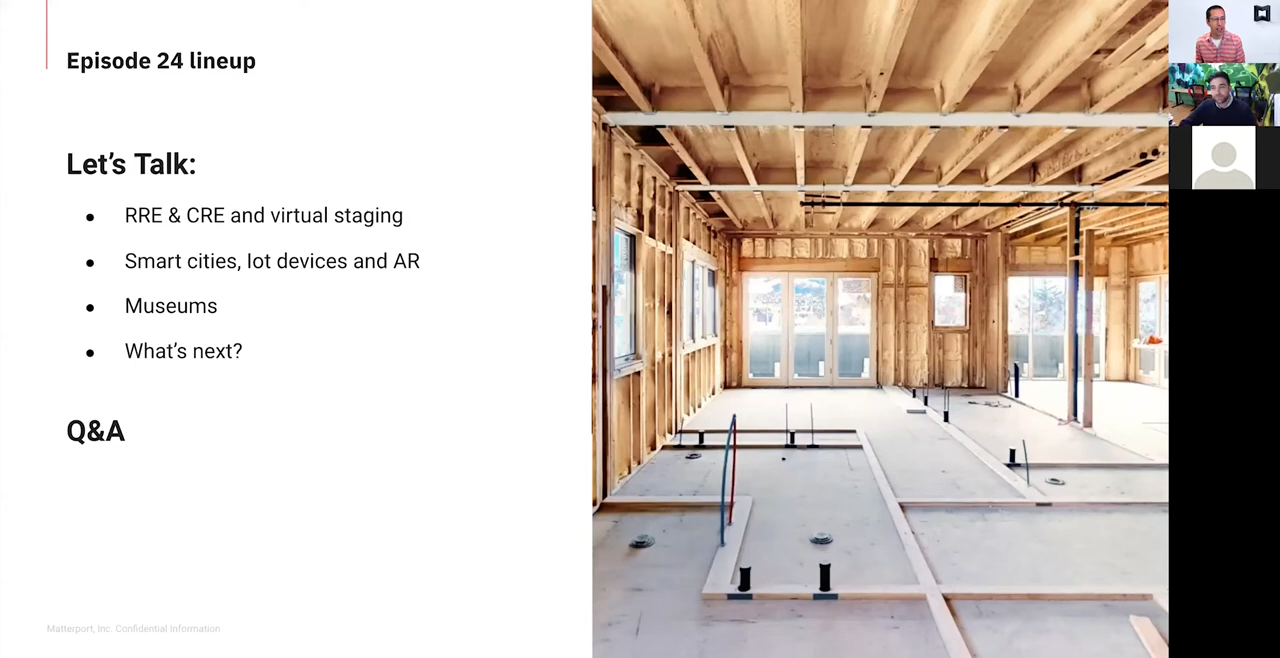 Episode 24 lineup
Let's Talk:
● RRE & CRE and virtual staging
● Smart cities, Iot devices and AR
● Museums
● What's next?
Q&A
Matterport, Inc. Confidential Information